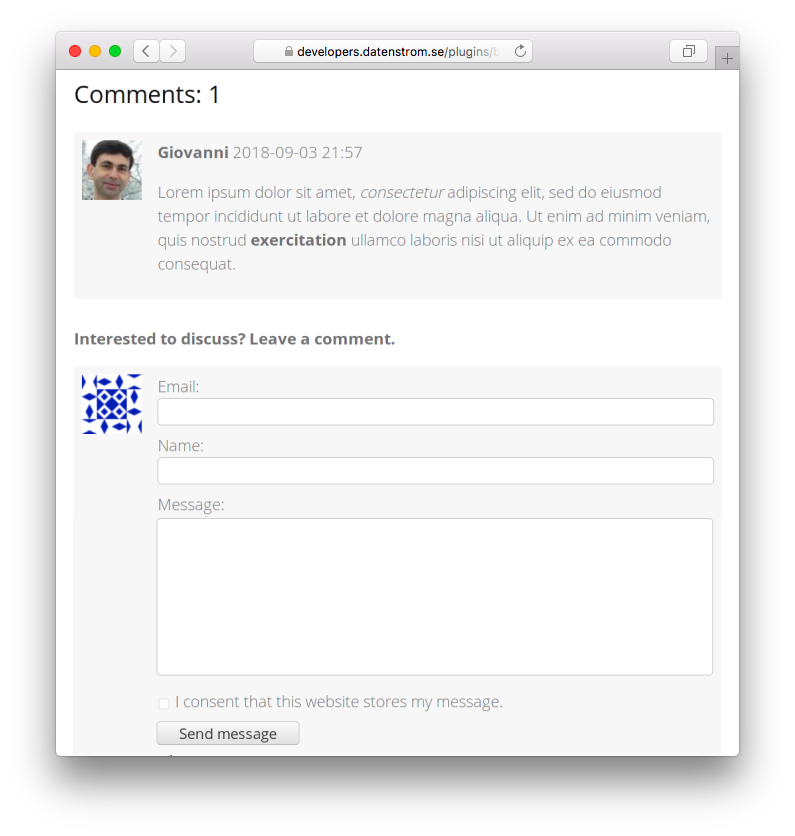 developers.datenstrom.se/plugins/
Comments: 1
Giovanni 2018-09-03 21:57
Lorem ipsum dolor sit amet, consectetur adipiscing elit, sed do eiusmod
tempor incididunt ut labore et dolore magna aliqua. Ut enim ad minim veniam,
quis nostrud exercitation ullamco laboris nisi ut aliquip ex ea commodo
consequat.
Interested to discuss? Leave a comment.
Email:
Name:
Message:
I consent that this website stores my message.
Send message